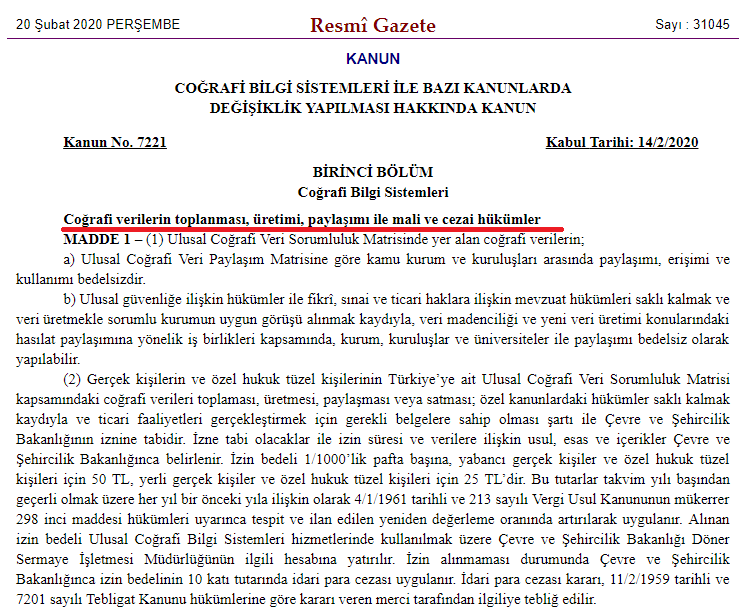 20 Şubat 2020 PERŞEMBE
Resmî Gazete
Sayı : 31045
KANUN
COĞRAFİ BİLGİ SİSTEMLERİ İLE BAZI KANUNLARDA
DEĞİŞİKLİK YAPILMASI HAKKINDA KANUN
Kanun No. 7221
Kabul Tarihi: 14/2/2020
BİRİNCİ BÖLÜM
Coğrafi Bilgi Sistemleri
Coğrafi verilerin toplanması, üretimi, paylaşımı ile mali ve cezai hükümler
MADDE 1 – (1) Ulusal Coğrafi Veri Sorumluluk Matrisinde yer alan coğrafi verilerin;
a) Ulusal Coğrafi Veri Paylaşım Matrisine göre kamu kurum ve kuruluşları arasında paylaşımı, erişimi ve
kullanımı bedelsizdir.
b) Ulusal güvenliğe ilişkin hükümler ile fikrî, sınai ve ticari haklara ilişkin mevzuat hükümleri saklı kalmak ve
veri üretmekle sorumlu kurumun uygun görüşü alınmak kaydıyla, veri madenciliği ve yeni veri üretimi konularındaki
hasılat paylaşımına yönelik iş birlikleri kapsamında, kurum, kuruluşlar ve üniversiteler ile paylaşımı bedelsiz olarak
yapılabilir.
(2) Gerçek kişilerin ve özel hukuk tüzel kişilerinin Türkiye’ye ait Ulusal Coğrafi Veri Sorumluluk Matrisi
kapsamındaki coğrafi verileri toplaması, üretmesi, paylaşması veya satması; özel kanunlardaki hükümler saklı kalmak
kaydıyla ve ticari faaliyetleri gerçekleştirmek için gerekli belgelere sahip olması şartı ile Çevre ve Şehircilik
Bakanlığının iznine tabidir. İzne tabi olacaklar ile izin süresi ve verilere ilişkin usul, esas ve içerikler Çevre ve
Şehircilik Bakanlığınca belirlenir. İzin bedeli 1/1000’lik pafta başına, yabancı gerçek kişiler ve özel hukuk tüzel
kişileri için 50 TL, yerli gerçek kişiler ve özel hukuk tüzel kişileri için 25 TL’dir. Bu tutarlar takvim yılı başından
geçerli olmak üzere her yıl bir önceki yıla ilişkin olarak 4/1/1961 tarihli ve 213 sayılı Vergi Usul Kanununun mükerrer
298 inci maddesi hükümleri uyarınca tespit ve ilan edilen yeniden değerleme oranında artırılarak uygulanır. Alınan
izin bedeli Ulusal Coğrafi Bilgi Sistemleri hizmetlerinde kullanılmak üzere Çevre ve Şehircilik Bakanlığı Döner
Sermaye İşletmesi Müdürlüğünün ilgili hesabına yatırılır. İzin alınmaması durumunda Çevre ve Şehircilik
Bakanlığınca izin bedelinin 10 katı tutarında idari para cezası uygulanır. İdari para cezası kararı, 11/2/1959 tarihli ve
7201 sayılı Tebligat Kanunu hükümlerine göre kararı veren merci tarafından ilgiliye tebliğ edilir.